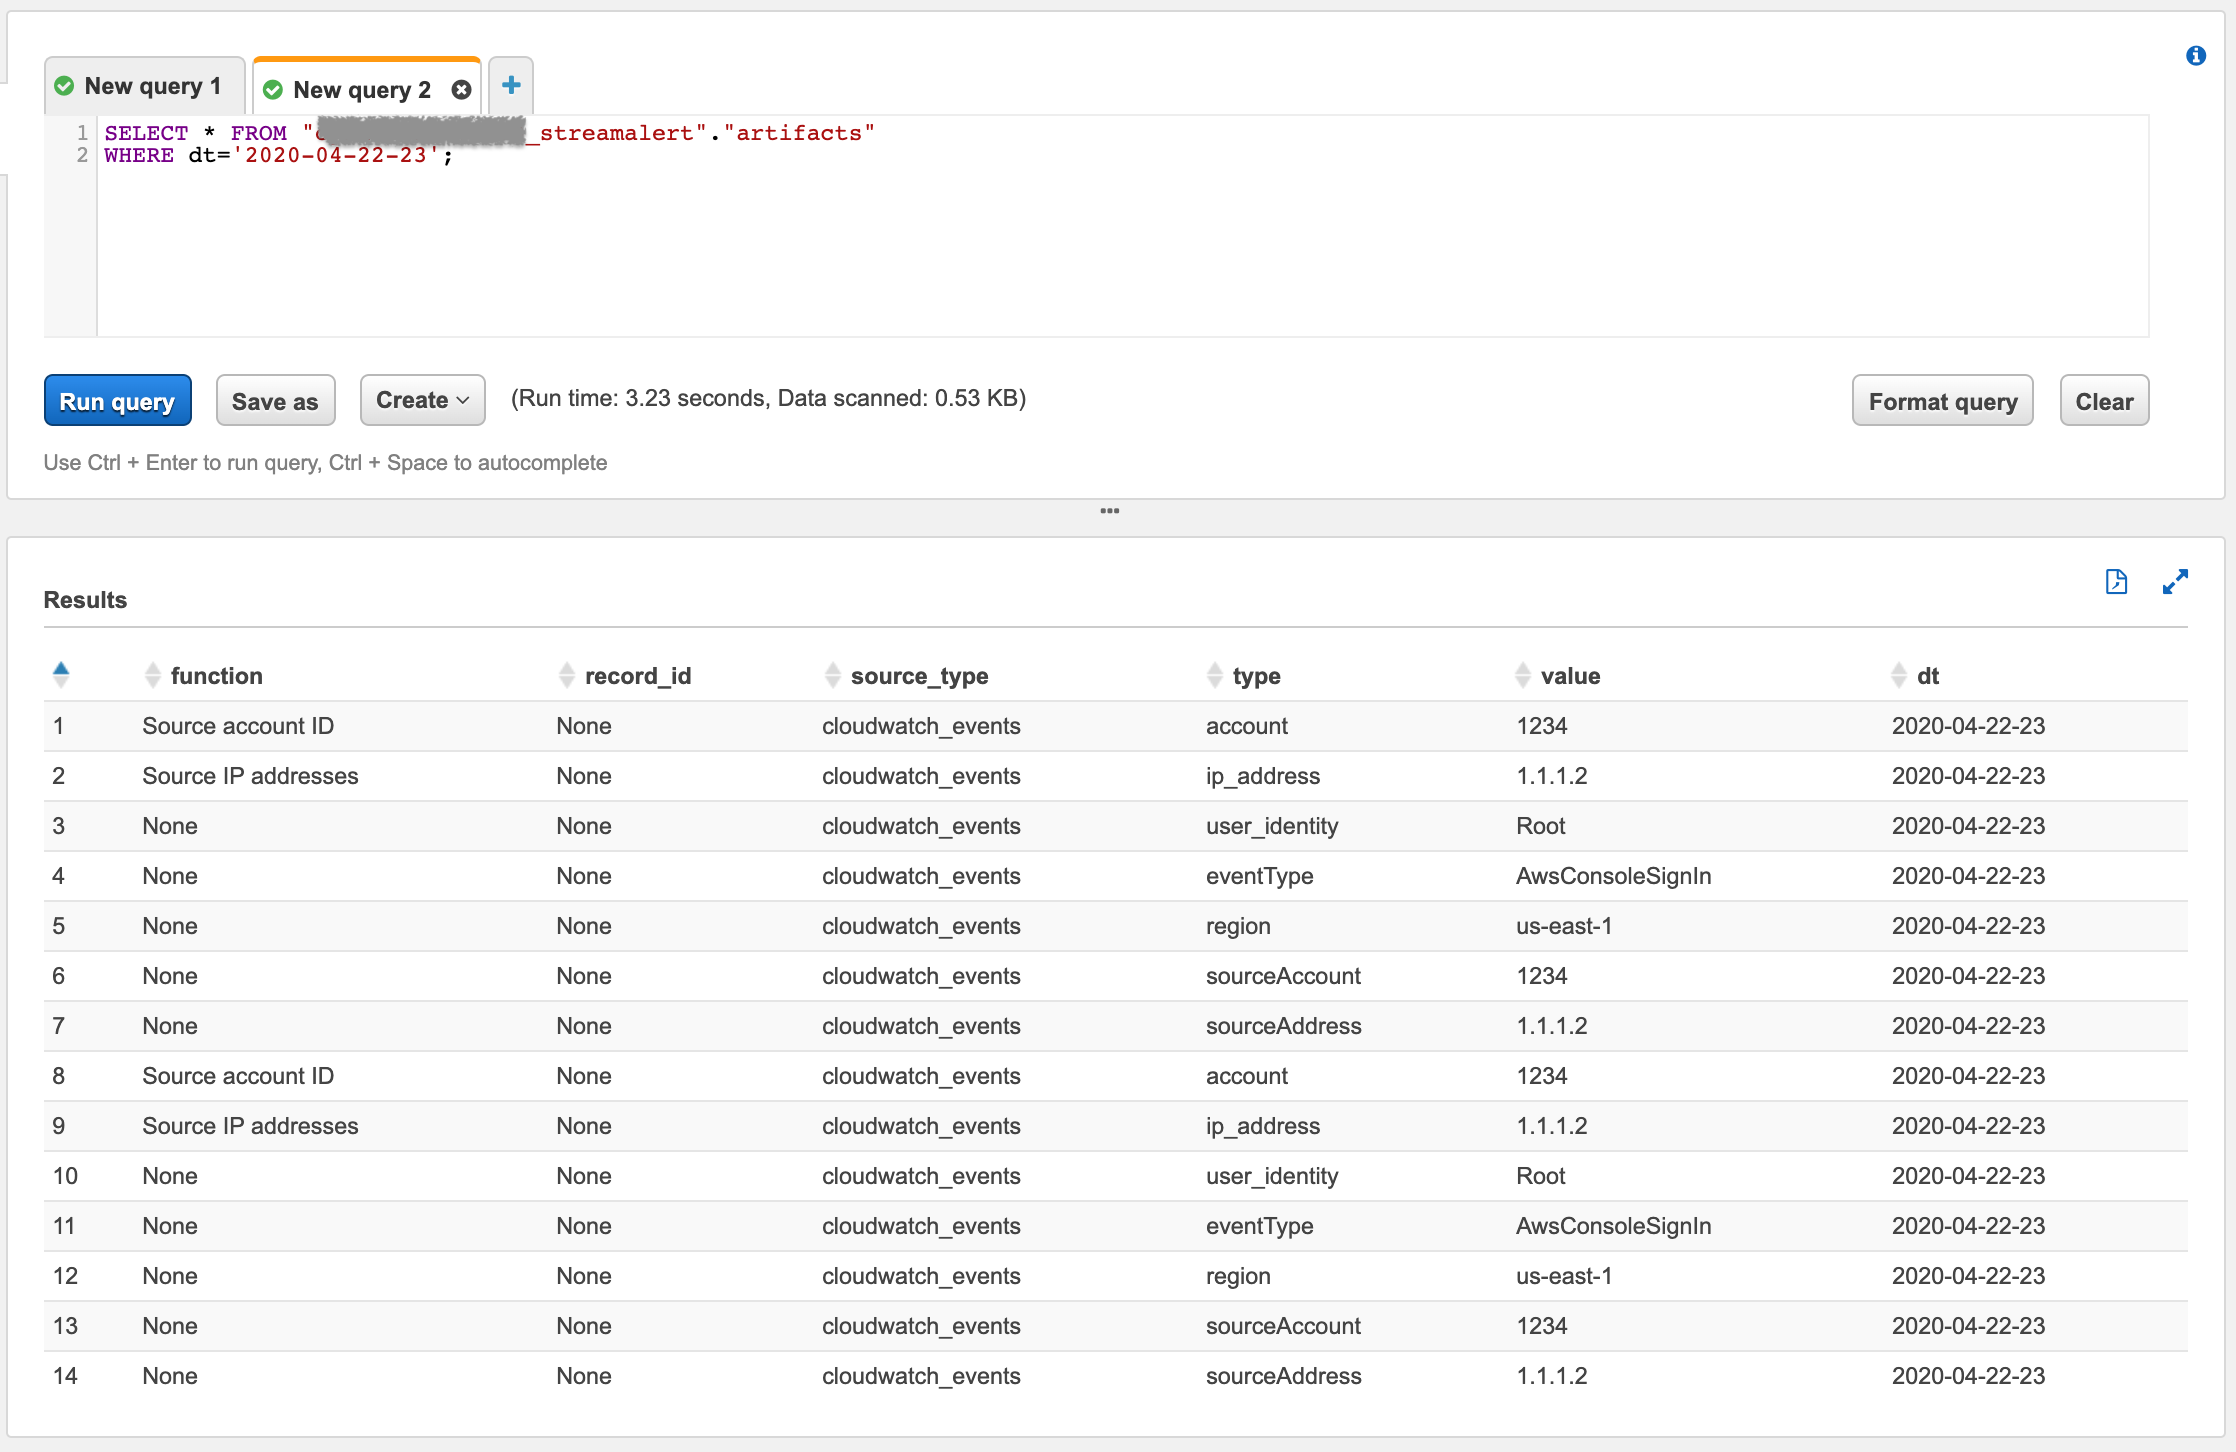 New query 1 New query 2
1 SELECT * FROM " _streamalert"."artifacts"
2 WHERE dt='2020-04-22-23';
Run query Save as Create (Run time: 3.23 seconds, Data scanned: 0.53 KB) Format query Clear
Use Ctrl + Enter to run query, Ctrl + Space to autocomplete
Results
function record_id source_type type value dt
1 Source account ID None cloudwatch_events account 1234 2020-04-22-23
2 Source IP addresses None cloudwatch_events ip_address 1.1.1.2 2020-04-22-23
3 None None cloudwatch_events user_identity Root 2020-04-22-23
4 None None cloudwatch_events eventType AwsConsoleSignIn 2020-04-22-23
5 None None cloudwatch_events region us-east-1 2020-04-22-23
6 None None cloudwatch_events sourceAccount 1234 2020-04-22-23
7 None None cloudwatch_events sourceAddress 1.1.1.2 2020-04-22-23
8 Source account ID None cloudwatch_events account 1234 2020-04-22-23
9 Source IP addresses None cloudwatch_events ip_address 1.1.1.2 2020-04-22-23
10 None None cloudwatch_events user_identity Root 2020-04-22-23
11 None None cloudwatch_events eventType AwsConsoleSignIn 2020-04-22-23
12 None None cloudwatch_events region us-east-1 2020-04-22-23
13 None None cloudwatch_events sourceAccount 1234 2020-04-22-23
14 None None cloudwatch_events sourceAddress 1.1.1.2 2020-04-22-23